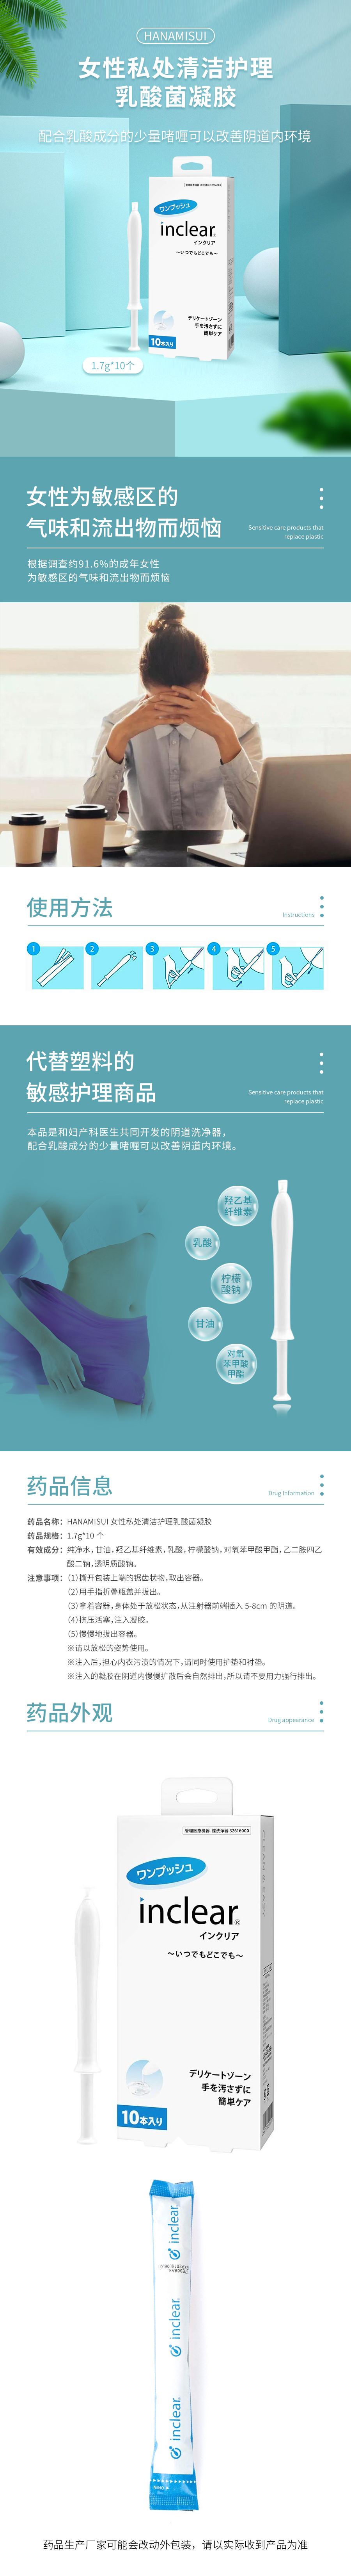 HANAMISUI
女性私处清洁护理
乳酸菌凝胶
配合乳酸成分的少量啫喱可以改善阴道内环境
ワンプッシュ
inclear®
インクリア
～いつでもどこでも～
デリケートゾーン
手を汚さずに
簡単ケア
10本入り
1.7g*10个
女性为敏感区的
气味和流出物而烦恼
Sensitive care products that
replace plastic
根据调查约91.6%的成年女性
为敏感区的气味和流出物而烦恼
使用方法
Instructions
1
2
3
4
5
代替塑料的
敏感护理商品
Sensitive care products that
replace plastic
本品是和妇产科医生共同开发的阴道洗净器，
配合乳酸成分的少量啫喱可以改善阴道内环境。
羟乙基
纤维素
乳酸
柠檬
酸钠
甘油
对氧
苯甲酸
甲酯
药品信息
Drug Information
药品名称：HANAMISUI 女性私处清洁护理乳酸菌凝胶
药品规格：1.7g*10 个
有效成分：纯净水，甘油，羟乙基纤维素，乳酸，柠檬酸钠，对氧苯甲酸甲酯，乙二胺四乙
酸二钠，透明质酸钠。
注意事项：（1）撕开包装上端的锯齿状物，取出容器。
（2）用手指折叠瓶盖并拔出。
（3）拿着容器，身体处于放松状态，从注射器前端插入 5-8cm 的阴道。
（4）挤压活塞，注入凝胶。
（5）慢慢地拔出容器。
※请以放松的姿势使用。
※注入后，担心内衣污渍的情况下，请同时使用护垫和衬垫。
※注入的凝胶在阴道内慢慢扩散后会自然排出，所以请不要用力强行排出。
药品外观
Drug appearance
管理医療機器 膣洗浄器 32616000
ワンプッシュ
inclear®
インクリア
～いつでもどこでも～
デリケートゾーン
手を汚さずに
簡単ケア
10本入り
inclear
inclear
inclear
药品生产厂家可能会改动外包装，请以实际收到产品为准